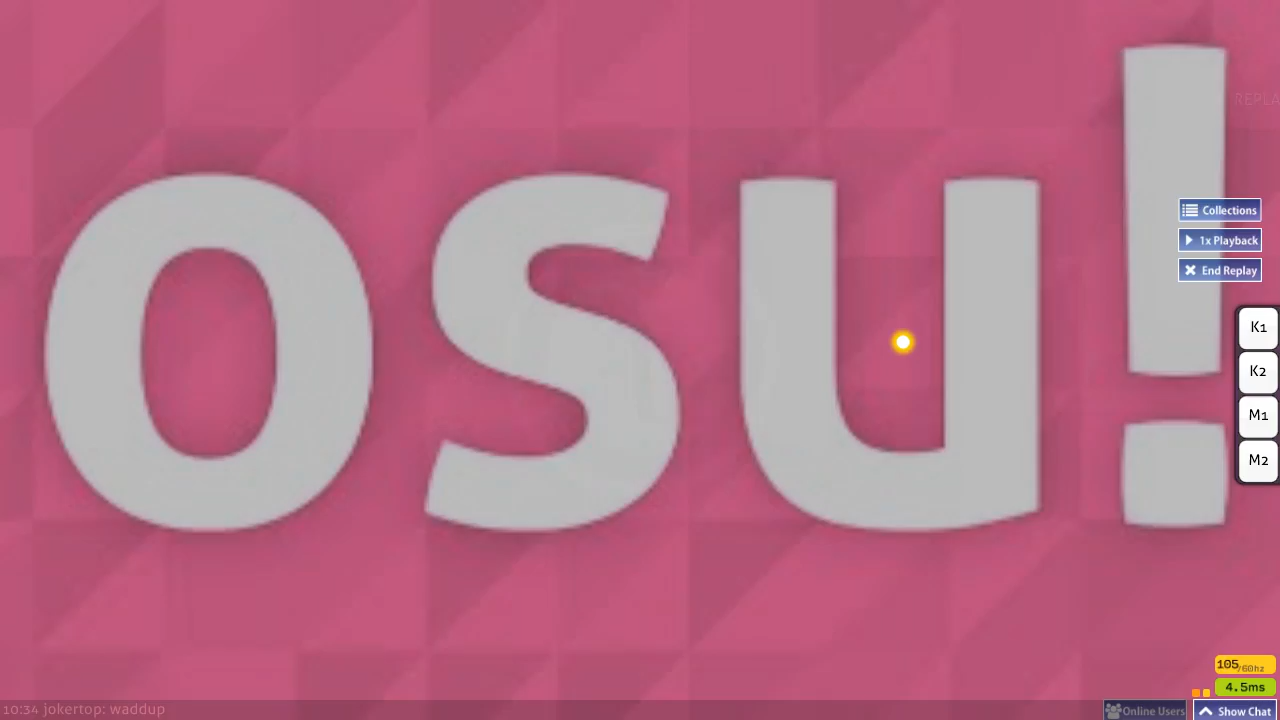 osu!
REPLA
Collections
1x Playback
End Replay
K1
K2
M1
M2
105/60hz
4.5ms
10:34 jokertop: waddup
Online Users
Show Chat